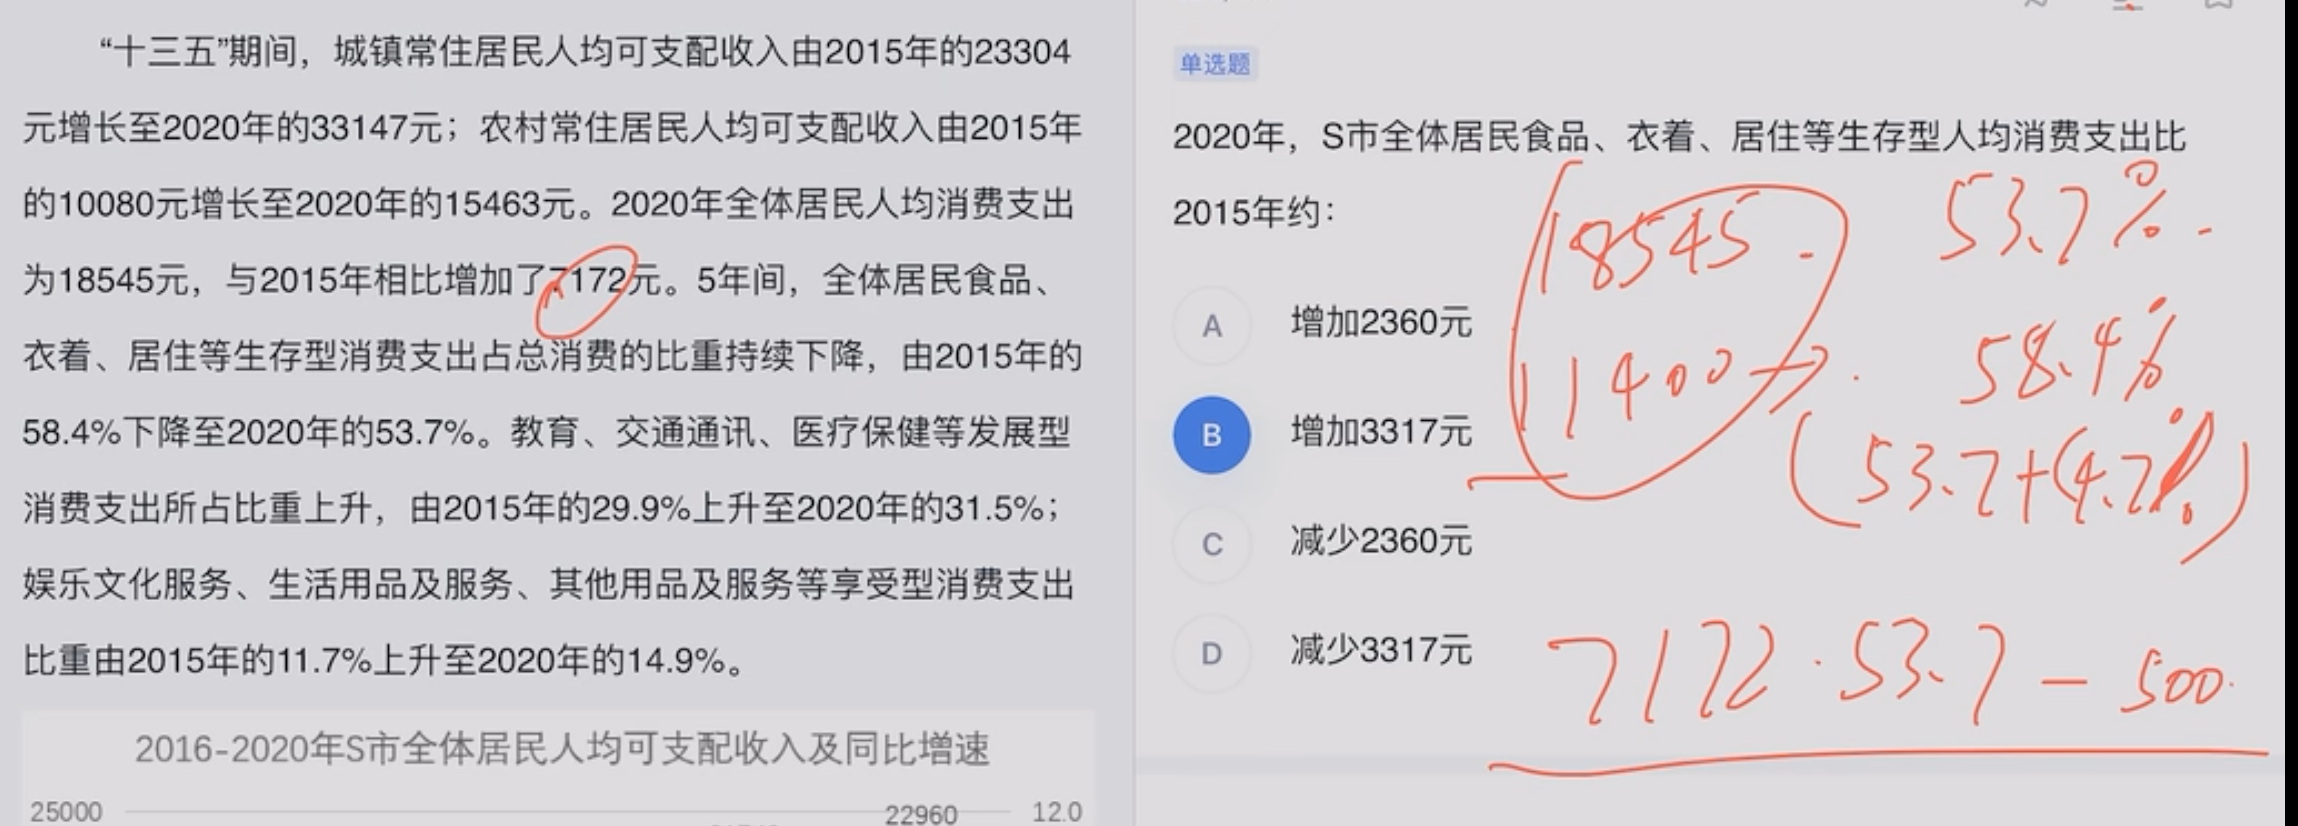 “十三五”期间，城镇常住居民人均可支配收入由2015年的23304
元增长至2020年的33147元；农村常住居民人均可支配收入由2015年
的10080元增长至2020年的15463元。2020年全体居民人均消费支出
为18545元，与2015年相比增加了7172元。5年间，全体居民食品、
衣着、居住等生存型消费支出占总消费的比重持续下降，由2015年的
58.4%下降至2020年的53.7%。教育、交通通讯、医疗保健等发展型
消费支出所占比重上升，由2015年的29.9%上升至2020年的31.5%；
娱乐文化服务、生活用品及服务、其他用品及服务等享受型消费支出
比重由2015年的11.7%上升至2020年的14.9%。
2016-2020年S市全体居民人均可支配收入及同比增速
25000
22960
12.0
单选题
2020年，S市全体居民食品、衣着、居住等生存型人均消费支出比
2015年约：
A 增加2360元
B 增加3317元
C 减少2360元
D 减少3317元
18545 53.7%
11400 58.4%
(53.7+4.7%)
7172·53.7-500